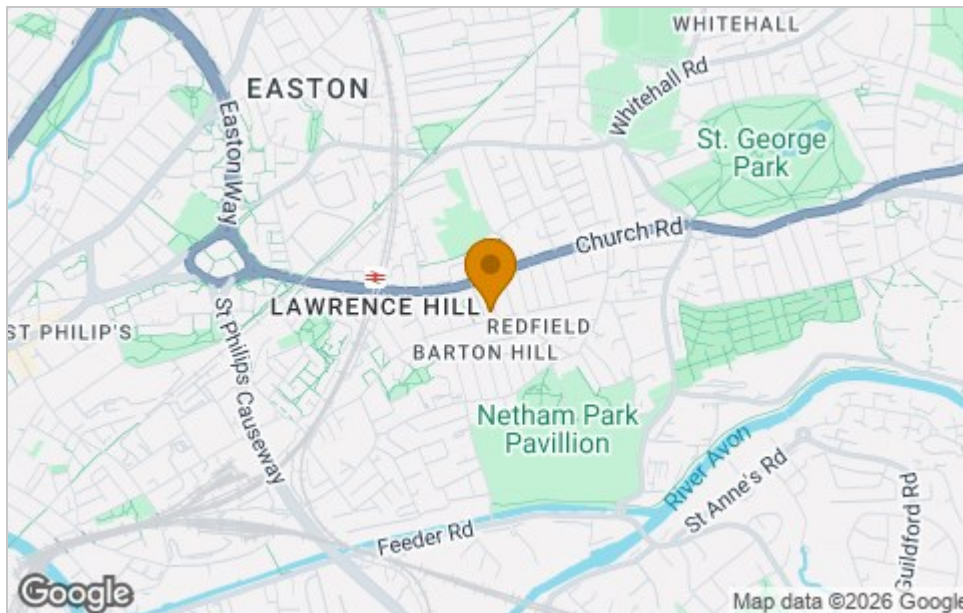 WHITEHALL
Whitehall Rd
EASTON
Easton Way
St. George
Park
Church Rd
LAWRENCE HILL
REDFIELD
BARTON HILL
ST PHILIP'S
St Philips Causeway
Netham Park
Pavillion
River Avon
St Anne's Rd
Guildford Rd
Feeder Rd
Google
Map data ©2026 Google